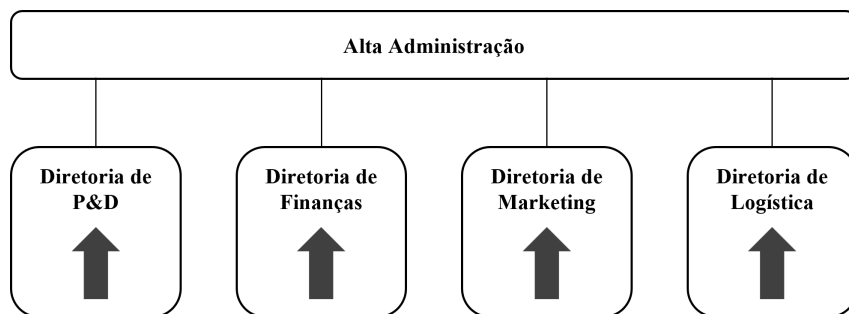 Alta Administração
Diretoria de
P&D
Diretoria de
Finanças
Diretoria de
Marketing
Diretoria de
Logística